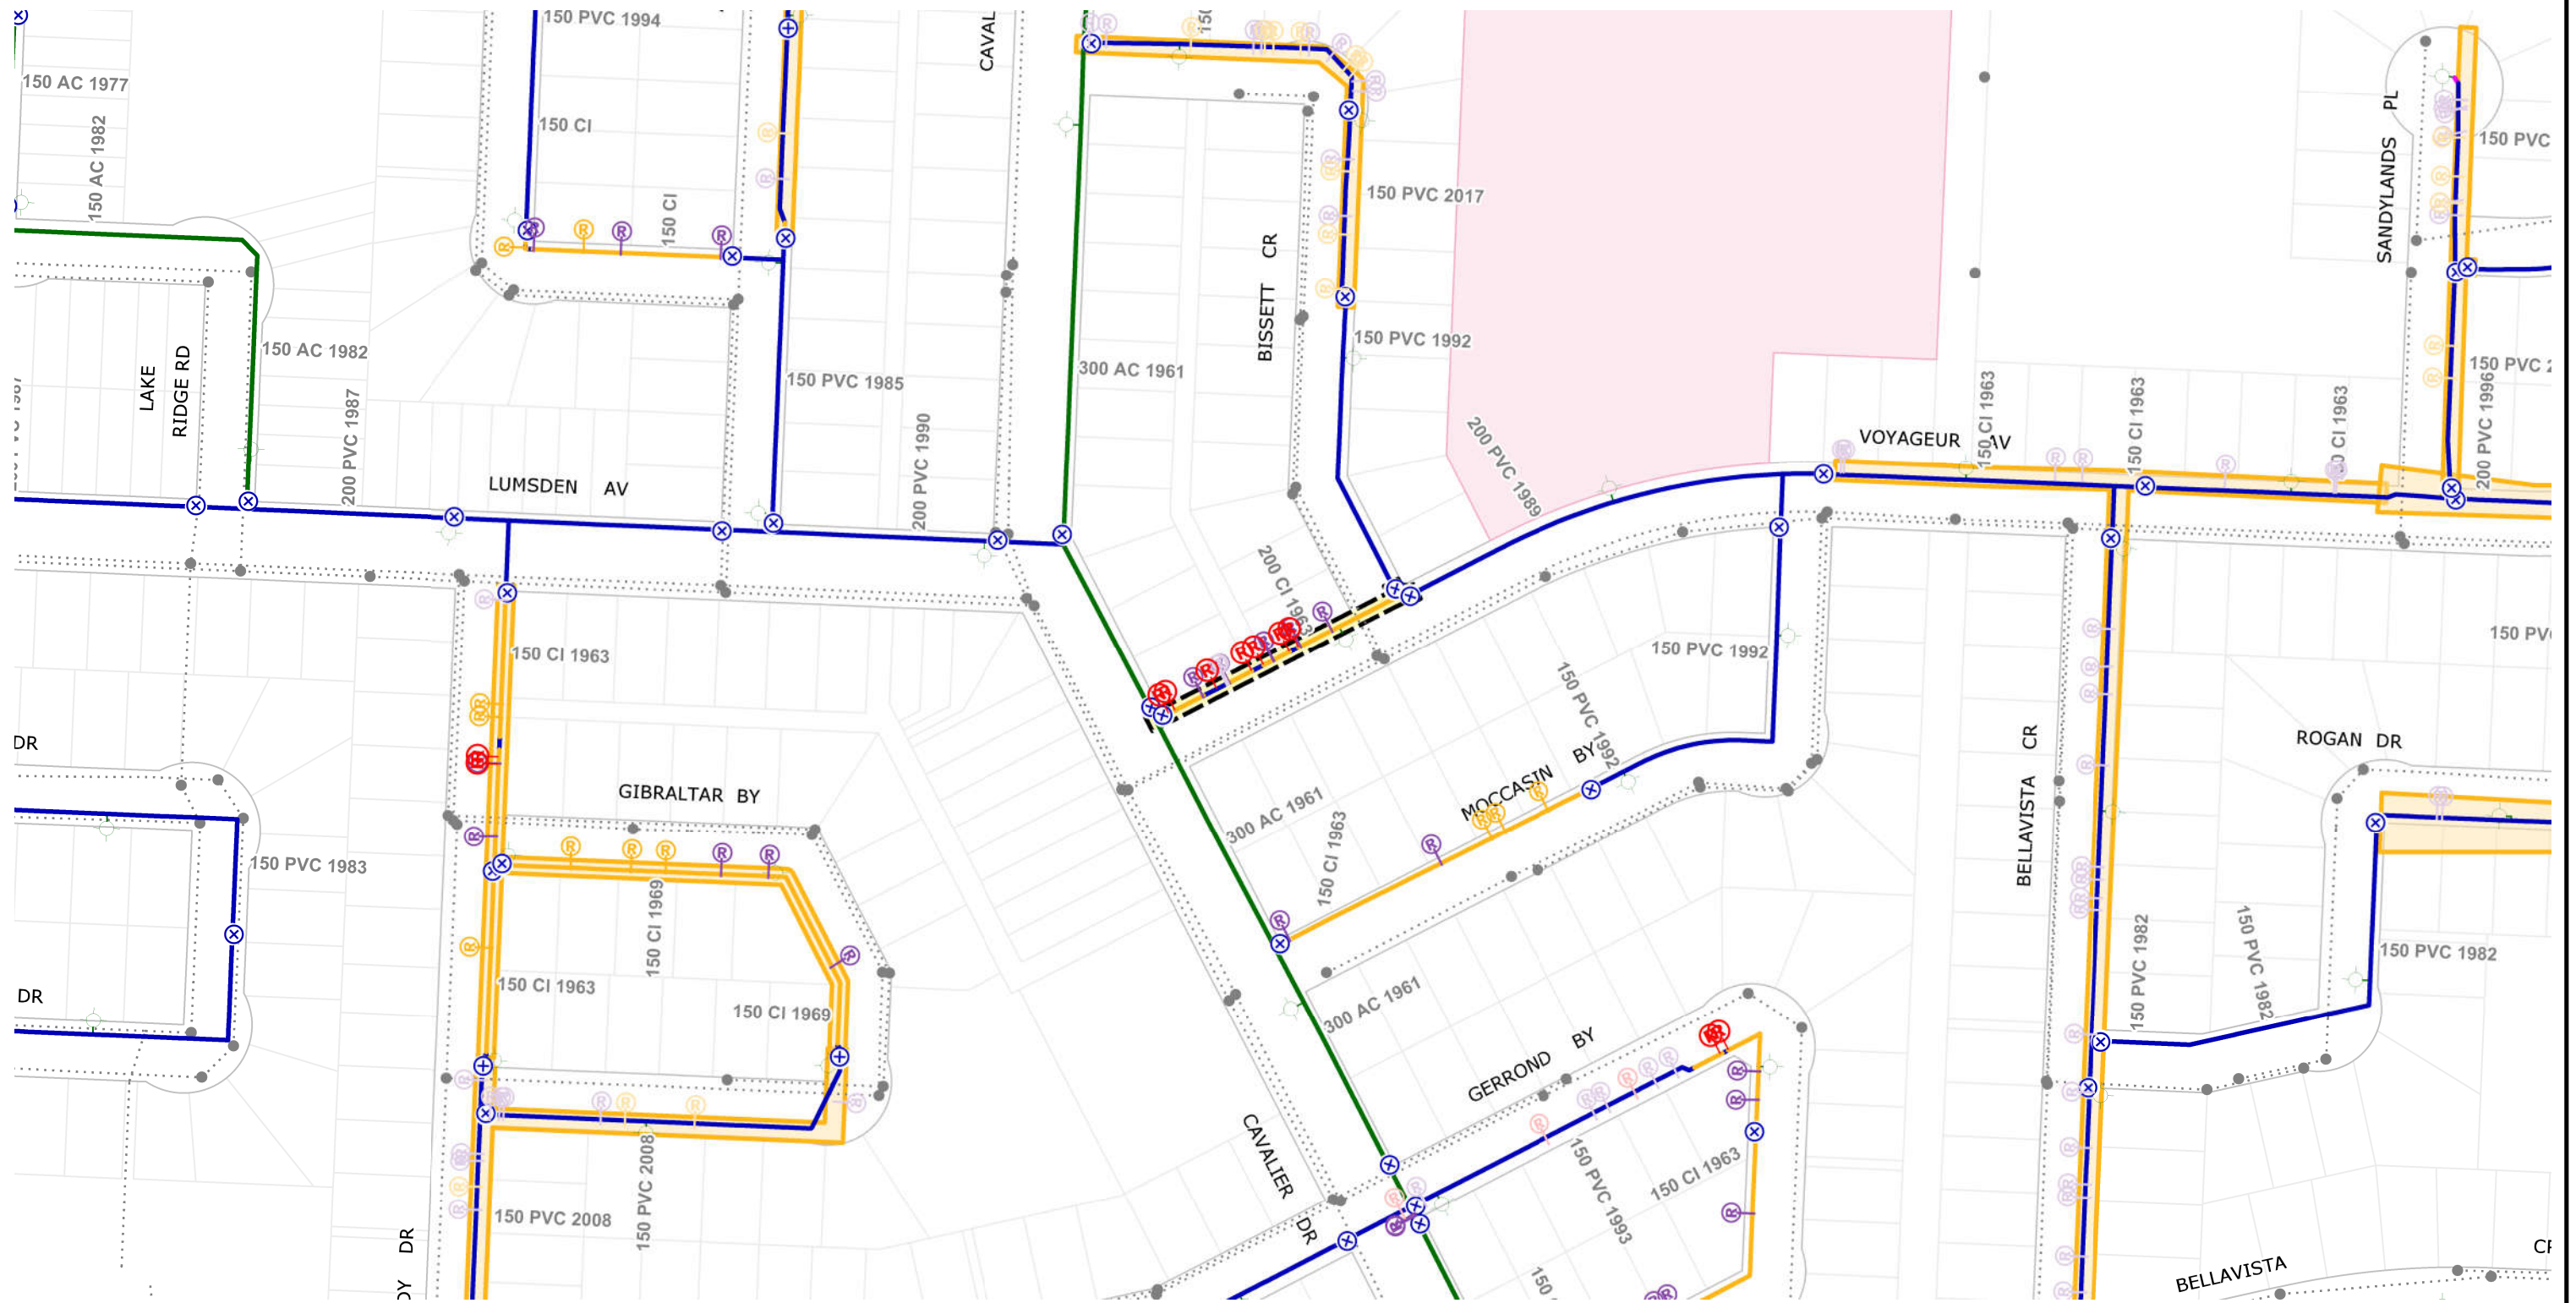 150 PVC 1994
CAVAL
150 AC 1977
150 AC 1982
150 CI
150 CI
SANDYLANDS PL
150 PVC
150 PVC 2017
BISSETT CR
150 PVC 1992
LAKE
RIDGE RD
150 AC 1982
200 PVC 1987
150 PVC 1985
300 AC 1961
200 PVC 1990
200 PVC 1989
VOYAGEUR AV
150 CI 1963
150 CI 1963
CI 1963
200 PVC 1996
150 PVC 2
LUMSDEN AV
200 CI 1963
150 CI 1963
150 PVC 1992
150 PVC 1992
150 PV
DR
GIBRALTAR BY
MOCCASIN BY
BELLAVISTA CR
ROGAN DR
300 AC 1961
150 CI 1963
150 PVC 1983
150 CI 1969
150 CI 1963
150 CI 1969
DR
300 AC 1961
150 PVC 1982
150 PVC 1982
150 PVC 1982
GERROND BY
CAVALIER DR
150 PVC 1993
150 CI 1963
150 PVC 2008
150 PVC 2008
DY DR
150
BELLAVISTA
CR